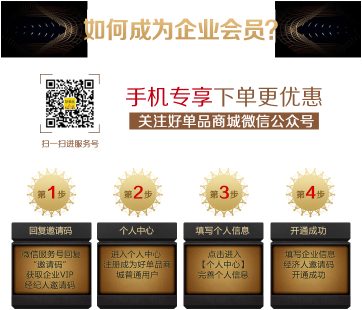 如何成为企业会员?
手机专享下单更优惠
关注好单品商城微信公众号
扫一扫进服务号
第1步
第2步
第3步
第4步
回复邀请码
个人中心
填写个人信息
开通成功
微信服务号回复
"邀请码"
获取企业VIP
经纪人邀请码
进入个人中心
注册成为好单品商
城普通用户
点击进入
【个人中心】
完善个人信息
填写企业信息
经济人邀请码
开通成功